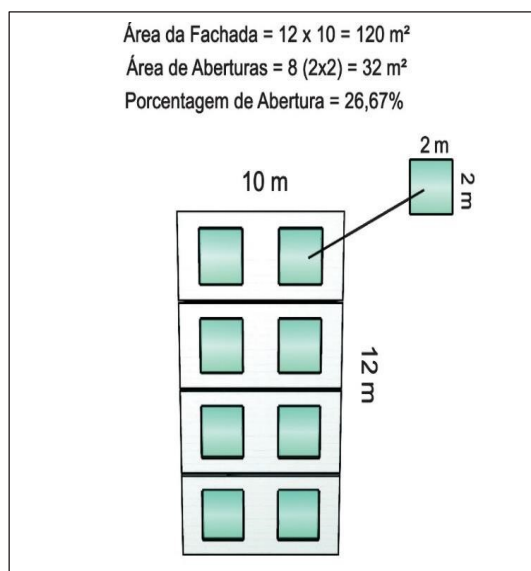 Área da Fachada = 12 x 10 = 120 m²
Área de Aberturas = 8 (2x2) = 32 m²
Porcentagem de Abertura = 26,67%
2 m
2 m
10 m
12 m